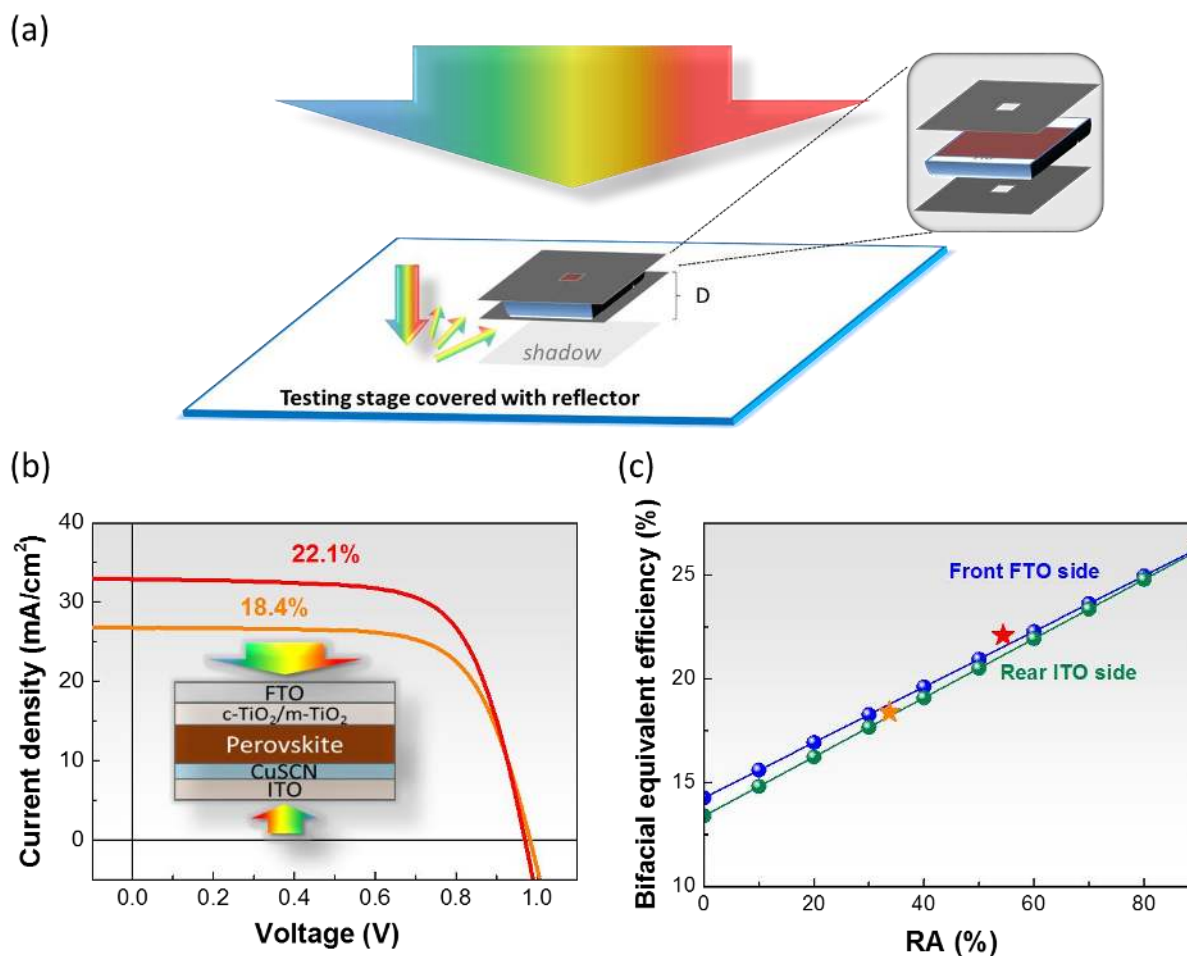 (a)
D
shadow
Testing stage covered with reflector
(b)
Current density (mA/cm²)
40
30
20
10
0
22.1%
18.4%
FTO
c-TiO₂/m-TiO₂
Perovskite
CuSCN
ITO
0.0
0.2
0.4
0.6
0.8
1.0
Voltage (V)
(c)
Bifacial equivalent efficiency (%)
25
20
15
10
Front FTO side
Rear ITO side
0
20
40
60
80
RA (%)